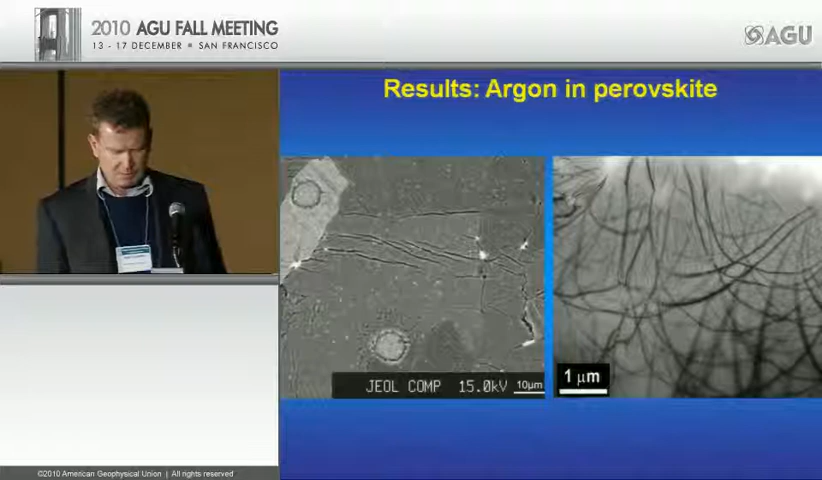 2010 AGU FALL MEETING
13 - 17 DECEMBER SAN FRANCISCO
AGU
Results: Argon in perovskite
JEOL COMP 15.0kV 10µm
1 µm
©2010 American Geophysical Union | All rights reserved